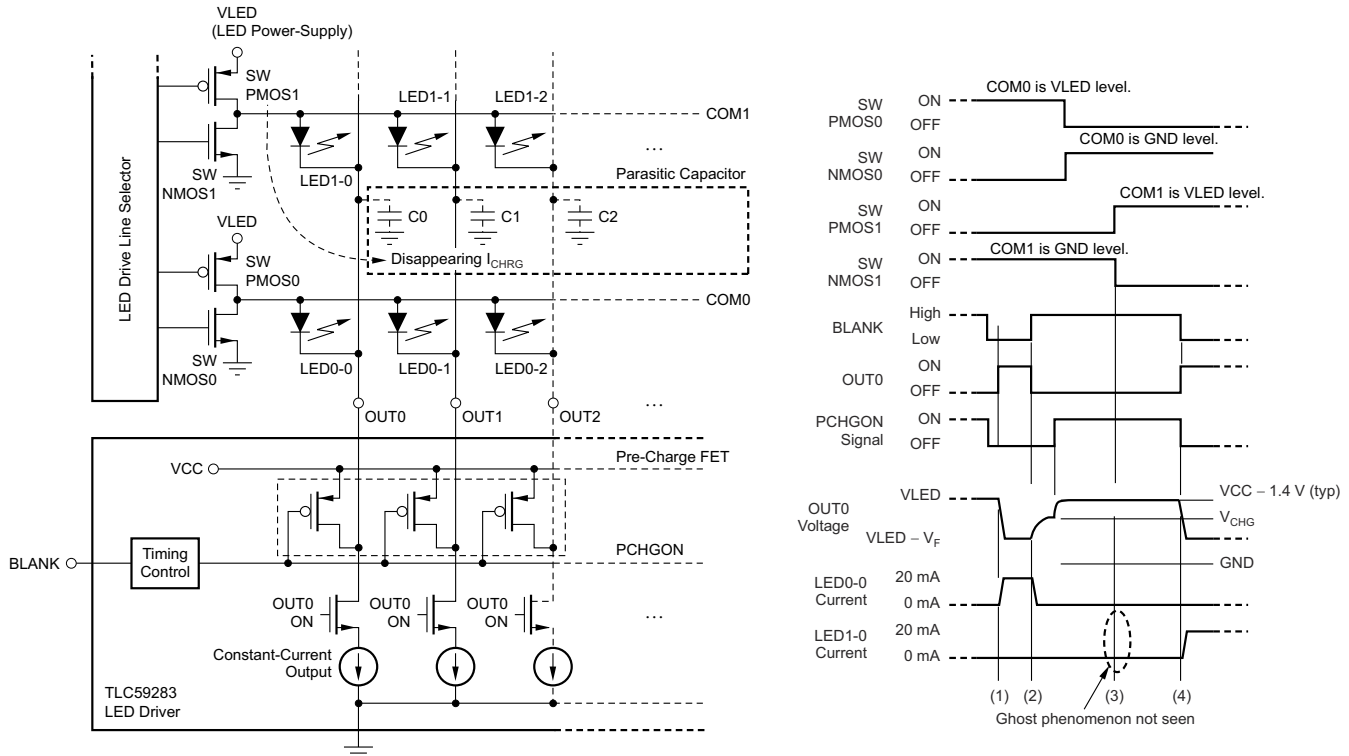 VLED
(LED Power-Supply)
SW
PMOS1
LED1-1
LED1-2
COM1
SW
NMOS1
LED1-0
...
Parasitic Capacitor
VLED
C0
C1
C2
SW
PMOS0
Disappearing ICHRG
COM0
LED Drive Line Selector
SW
NMOS0
LED0-0
LED0-1
LED0-2
...
OUT0
OUT1
OUT2
...
VCC
Pre-Charge FET
BLANK
Timing
Control
PCHGON
OUT0
ON
OUT0
ON
OUT0
ON
...
Constant-Current
Output
TLC59283
LED Driver
COM0 is VLED level.
SW
PMOS0
ON
OFF
COM0 is GND level.
SW
NMOS0
ON
OFF
COM1 is VLED level.
SW
PMOS1
ON
OFF
COM1 is GND level.
SW
NMOS1
ON
OFF
BLANK
High
Low
OUT0
ON
OFF
PCHGON
Signal
ON
OFF
OUT0
Voltage
VLED
VLED – VF
VCC – 1.4 V (typ)
VCHG
GND
LED0-0
Current
20 mA
0 mA
LED1-0
Current
20 mA
0 mA
(1) (2) (3) (4)
Ghost phenomenon not seen